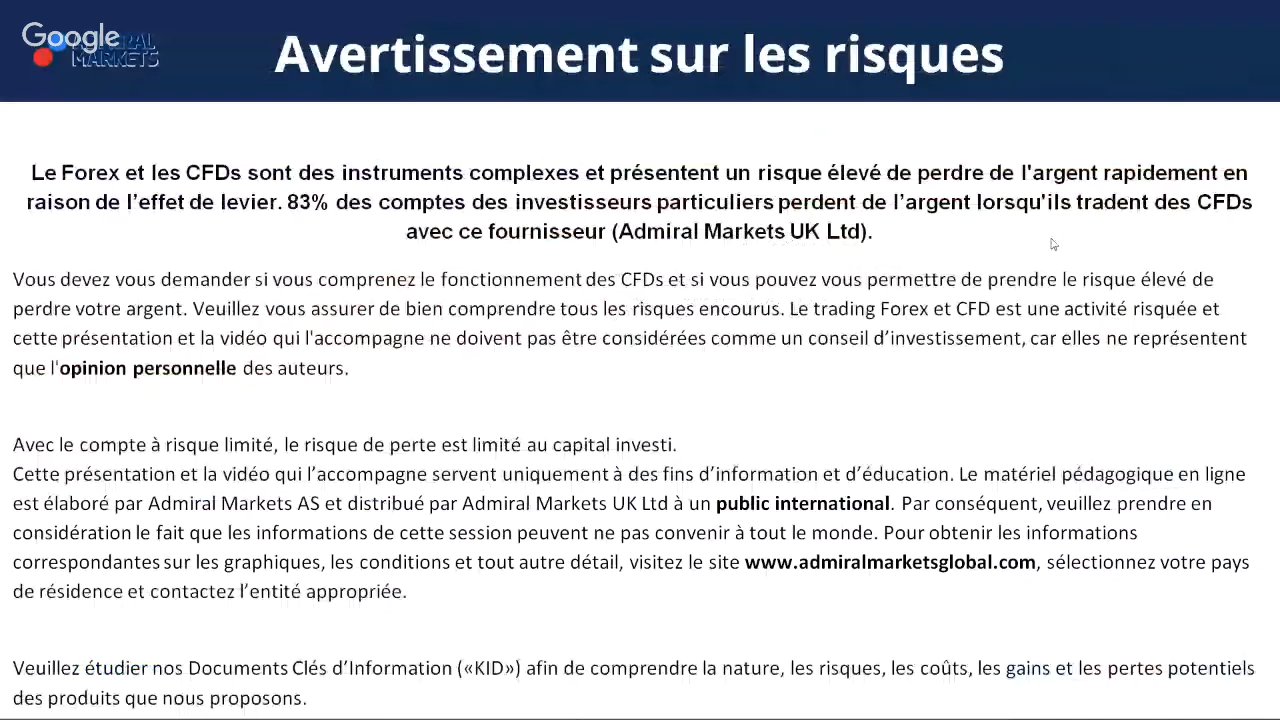 Google
MARKETS
Avertissement sur les risques
Le Forex et les CFDs sont des instruments complexes et présentent un risque élevé de perdre de l'argent rapidement en
raison de l’effet de levier. 83% des comptes des investisseurs particuliers perdent de l’argent lorsqu'ils tradent des CFDs
avec ce fournisseur (Admiral Markets UK Ltd).
Vous devez vous demander si vous comprenez le fonctionnement des CFDs et si vous pouvez vous permettre de prendre le risque élevé de
perdre votre argent. Veuillez vous assurer de bien comprendre tous les risques encourus. Le trading Forex et CFD est une activité risquée et
cette présentation et la vidéo qui l'accompagne ne doivent pas être considérées comme un conseil d’investissement, car elles ne représentent
que l'opinion personnelle des auteurs.
Avec le compte à risque limité, le risque de perte est limité au capital investi.
Cette présentation et la vidéo qui l’accompagne servent uniquement à des fins d’information et d’éducation. Le matériel pédagogique en ligne
est élaboré par Admiral Markets AS et distribué par Admiral Markets UK Ltd à un public international. Par conséquent, veuillez prendre en
considération le fait que les informations de cette session peuvent ne pas convenir à tout le monde. Pour obtenir les informations
correspondantes sur les graphiques, les conditions et tout autre détail, visitez le site www.admiralmarketsglobal.com, sélectionnez votre pays
de résidence et contactez l’entité appropriée.
Veuillez étudier nos Documents Clés d’Information («KID») afin de comprendre la nature, les risques, les coûts, les gains et les pertes potentiels
des produits que nous proposons.